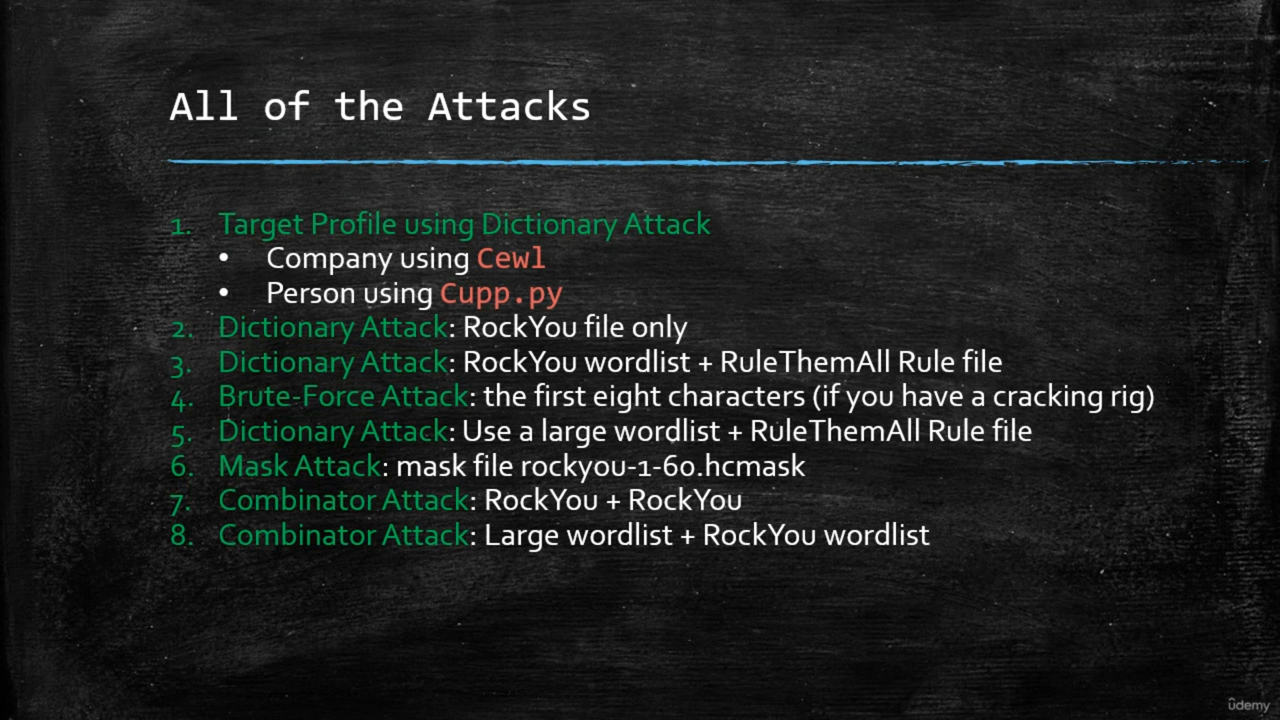 All of the Attacks
1. Target Profile using Dictionary Attack
• Company using Cewl
• Person using Cupp.py
2. Dictionary Attack: RockYou file only
3. Dictionary Attack: RockYou wordlist + RuleThemAll Rule file
4. Brute-Force Attack: the first eight characters (if you have a cracking rig)
5. Dictionary Attack: Use a large wordlist + RuleThemAll Rule file
6. Mask Attack: mask file rockyou-1-60.hcmask
7. Combinator Attack: RockYou + RockYou
8. Combinator Attack: Large wordlist + RockYou wordlist
ûdemy